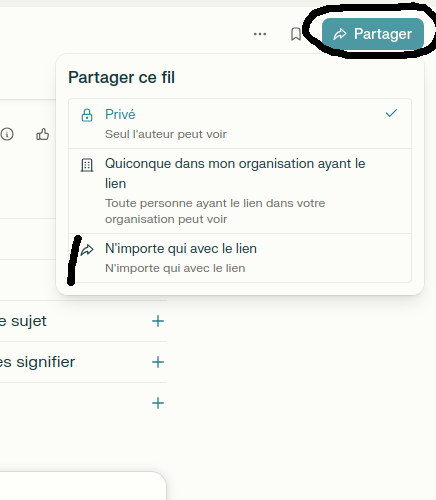 Partager
Partager ce fil
Privé
Seul l'auteur peut voir
Quiconque dans mon organisation ayant le
lien
Toute personne ayant le lien dans votre
organisation peut voir
N'importe qui avec le lien
N'importe qui avec le lien
e sujet
es signifier